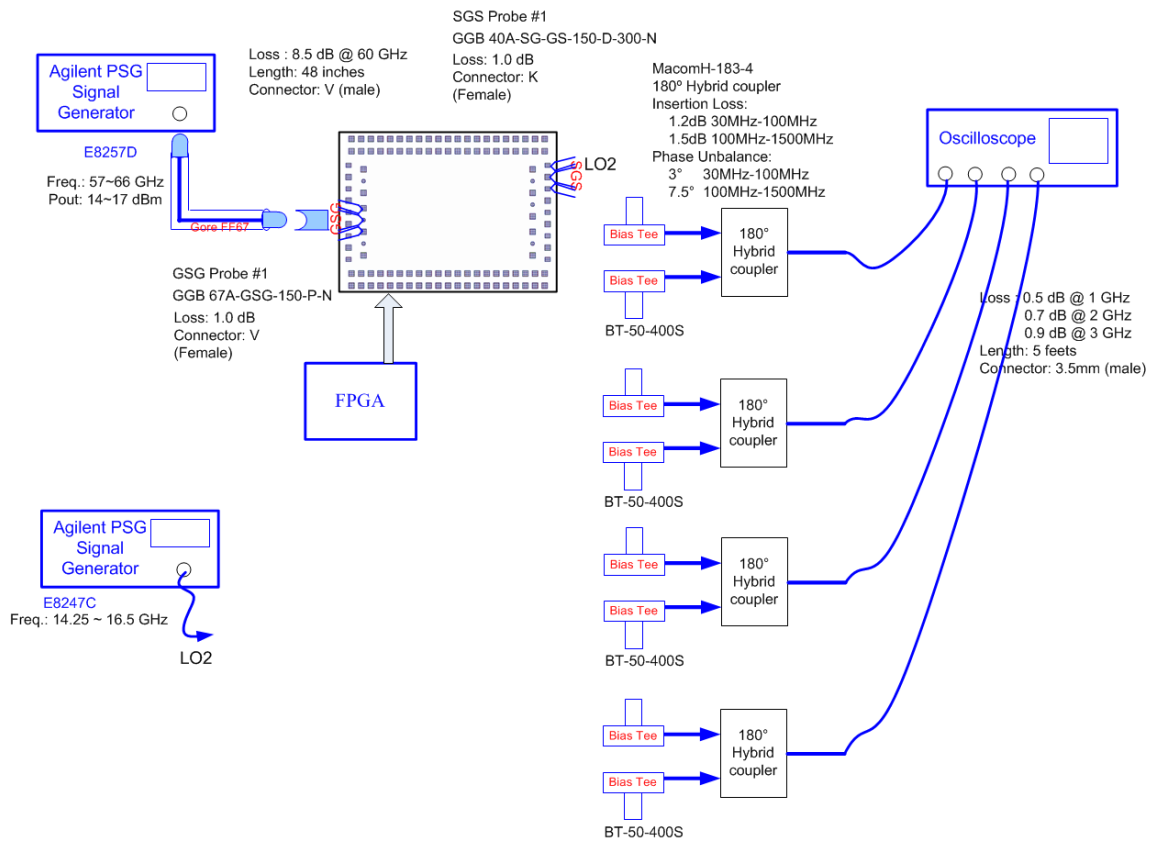 SGS Probe #1
GGB 40A-SG-GS-150-D-300-N
Loss: 1.0 dB
Connector: K
(Female)
Loss : 8.5 dB @ 60 GHz
Length: 48 inches
Connector: V (male)
Agilent PSG
Signal
Generator
E8257D
Freq.: 57~66 GHz
Pout: 14~17 dBm
Gore FF67
GSG
SGS
LO2
GSG Probe #1
GGB 67A-GSG-150-P-N
Loss: 1.0 dB
Connector: V
(Female)
FPGA
Agilent PSG
Signal
Generator
E8247C
Freq.: 14.25 ~ 16.5 GHz
LO2
MacomH-183-4
180º Hybrid coupler
Insertion Loss:
1.2dB 30MHz-100MHz
1.5dB 100MHz-1500MHz
Phase Unbalance:
3° 30MHz-100MHz
7.5° 100MHz-1500MHz
Oscilloscope
Bias Tee
Bias Tee
BT-50-400S
180°
Hybrid
coupler
Loss : 0.5 dB @ 1 GHz
0.7 dB @ 2 GHz
0.9 dB @ 3 GHz
Length: 5 feets
Connector: 3.5mm (male)
Bias Tee
Bias Tee
BT-50-400S
180°
Hybrid
coupler
Bias Tee
Bias Tee
BT-50-400S
180°
Hybrid
coupler
Bias Tee
Bias Tee
BT-50-400S
180°
Hybrid
coupler